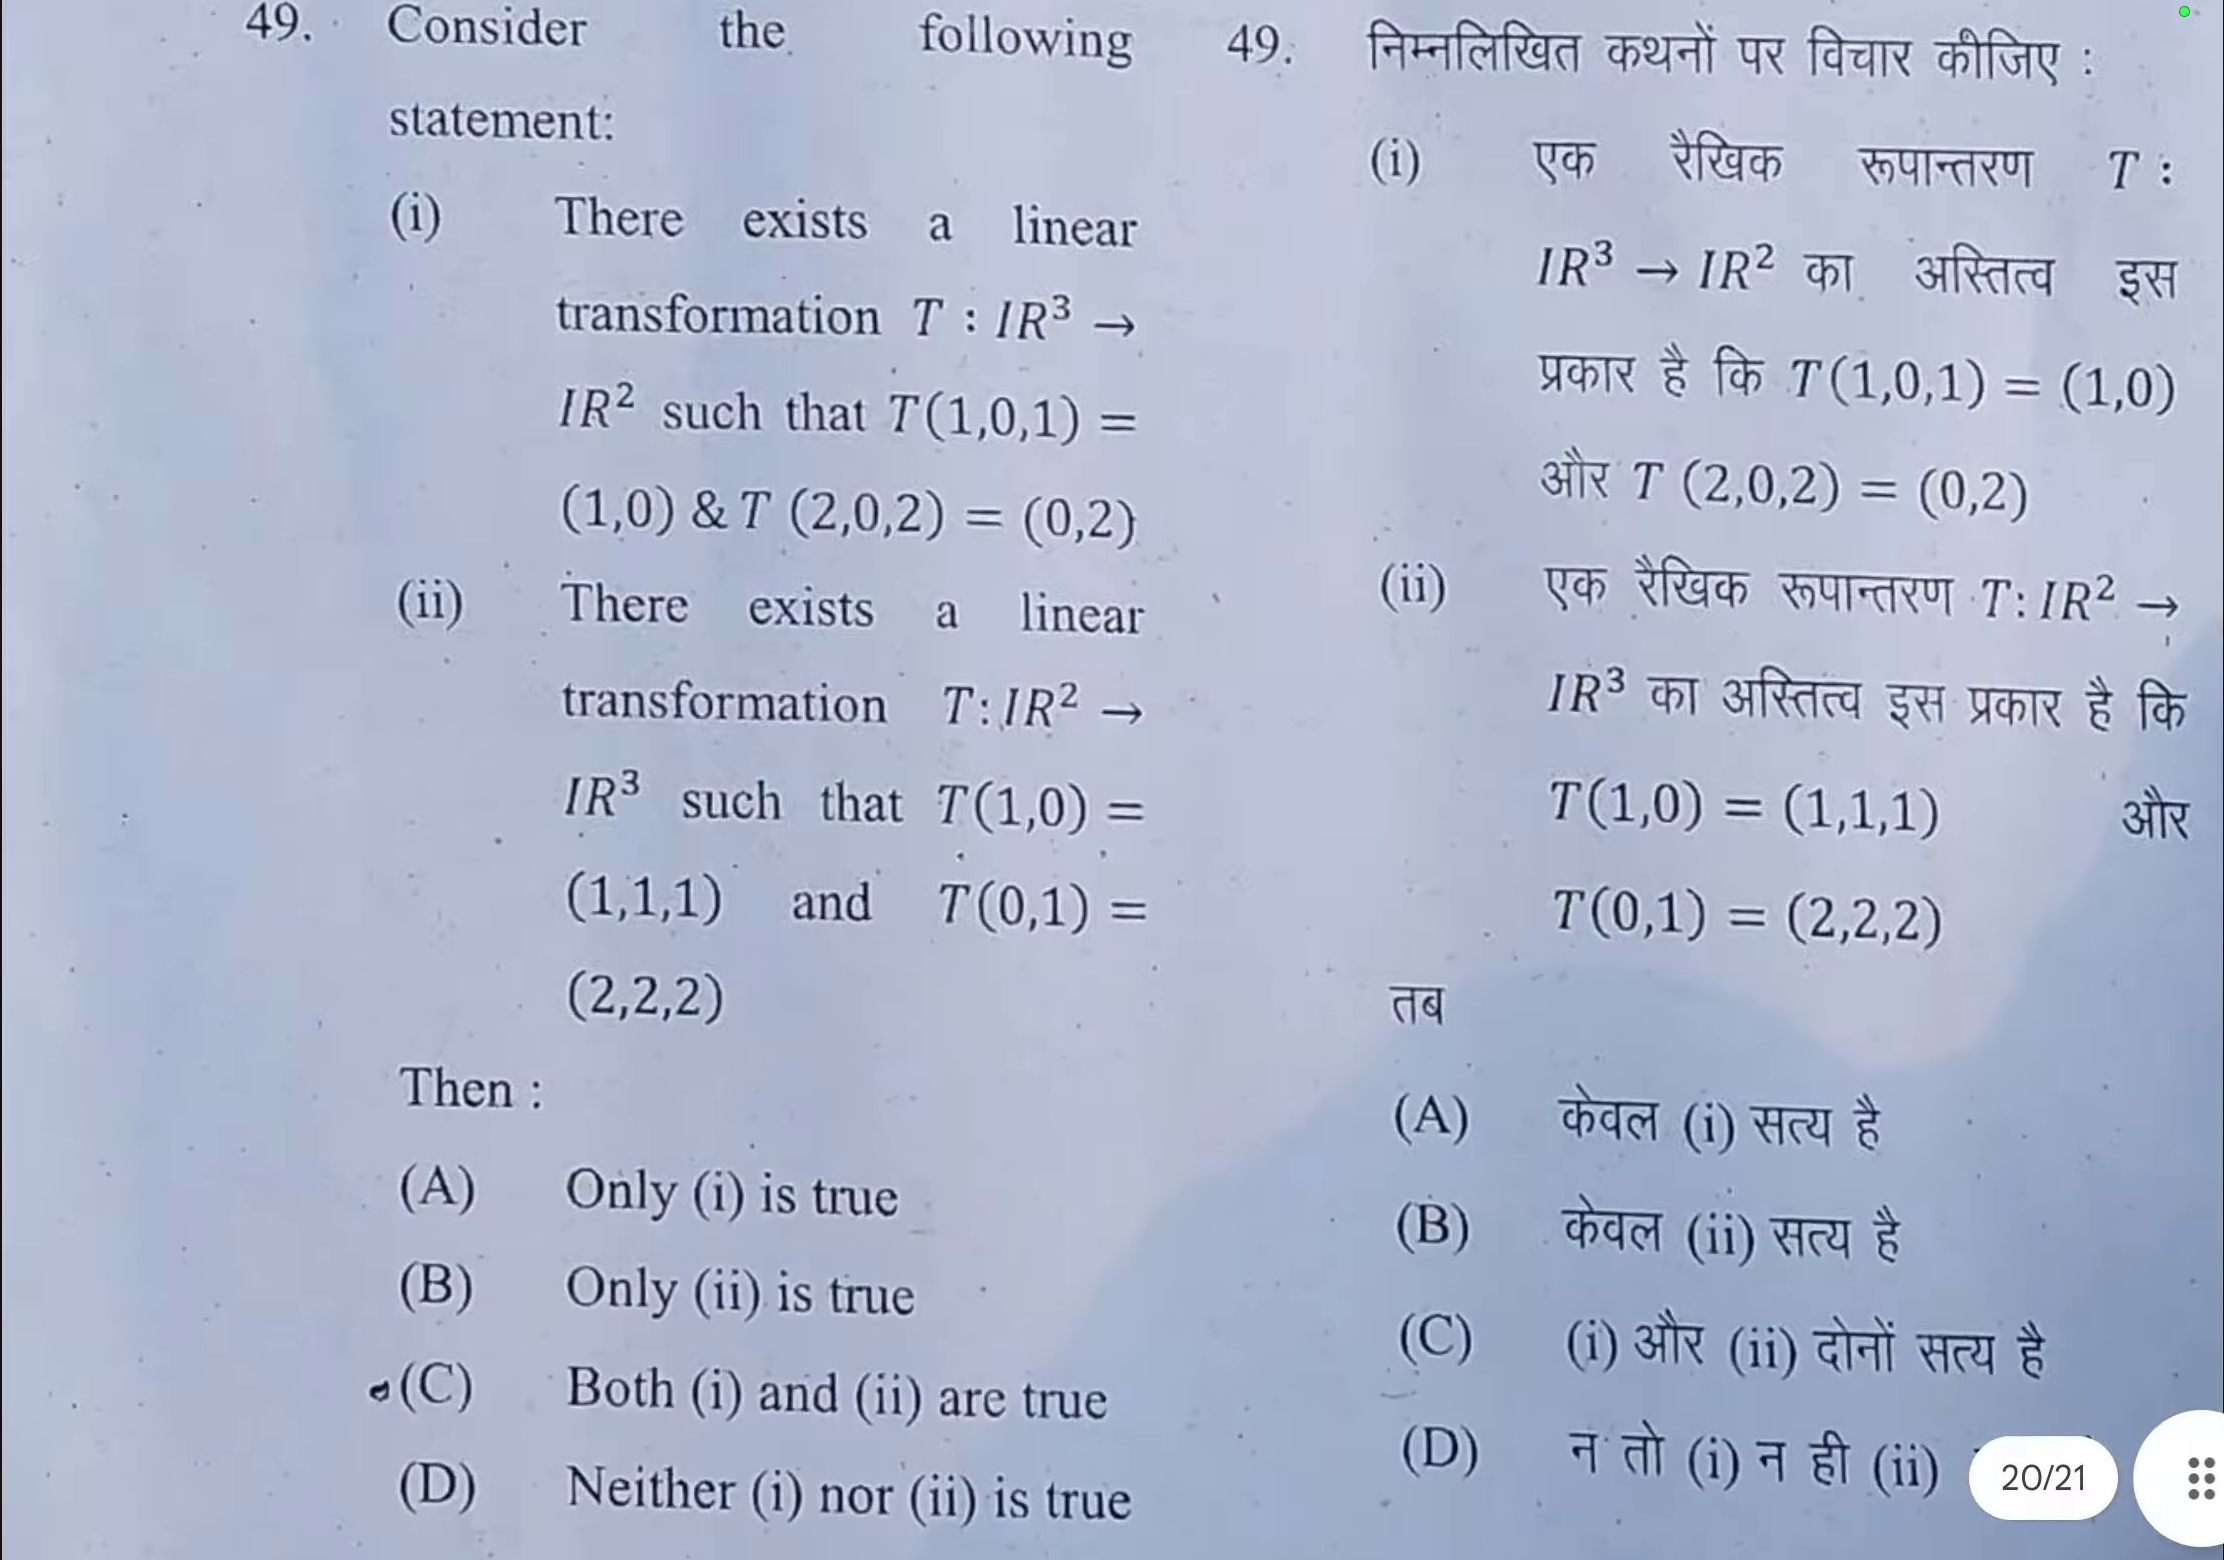 49. Consider the following
statement:
(i) There exists a linear
transformation T : IR³ →
IR² such that T(1,0,1) =
(1,0) & T (2,0,2) = (0,2)
(ii) There exists a linear
transformation T: IR² →
IR³ such that T(1,0) =
(1,1,1) and T(0,1) =
(2,2,2)
Then :
(A) Only (i) is true
(B) Only (ii) is true
(C) Both (i) and (ii) are true
(D) Neither (i) nor (ii) is true
49. निम्नलिखित कथनों पर विचार कीजिए :
(i) एक रैखिक रूपान्तरण T :
IR³ → IR² का अस्तित्व इस
प्रकार है कि T(1,0,1) = (1,0)
और T (2,0,2) = (0,2)
(ii) एक रैखिक रूपान्तरण T: IR² →
IR³ का अस्तित्व इस प्रकार है कि
T(1,0) = (1,1,1) और
T(0,1) = (2,2,2)
तब
(A) केवल (i) सत्य है
(B) केवल (ii) सत्य है
(C) (i) और (ii) दोनों सत्य है
(D) न तो (i) न ही (ii)
20/21